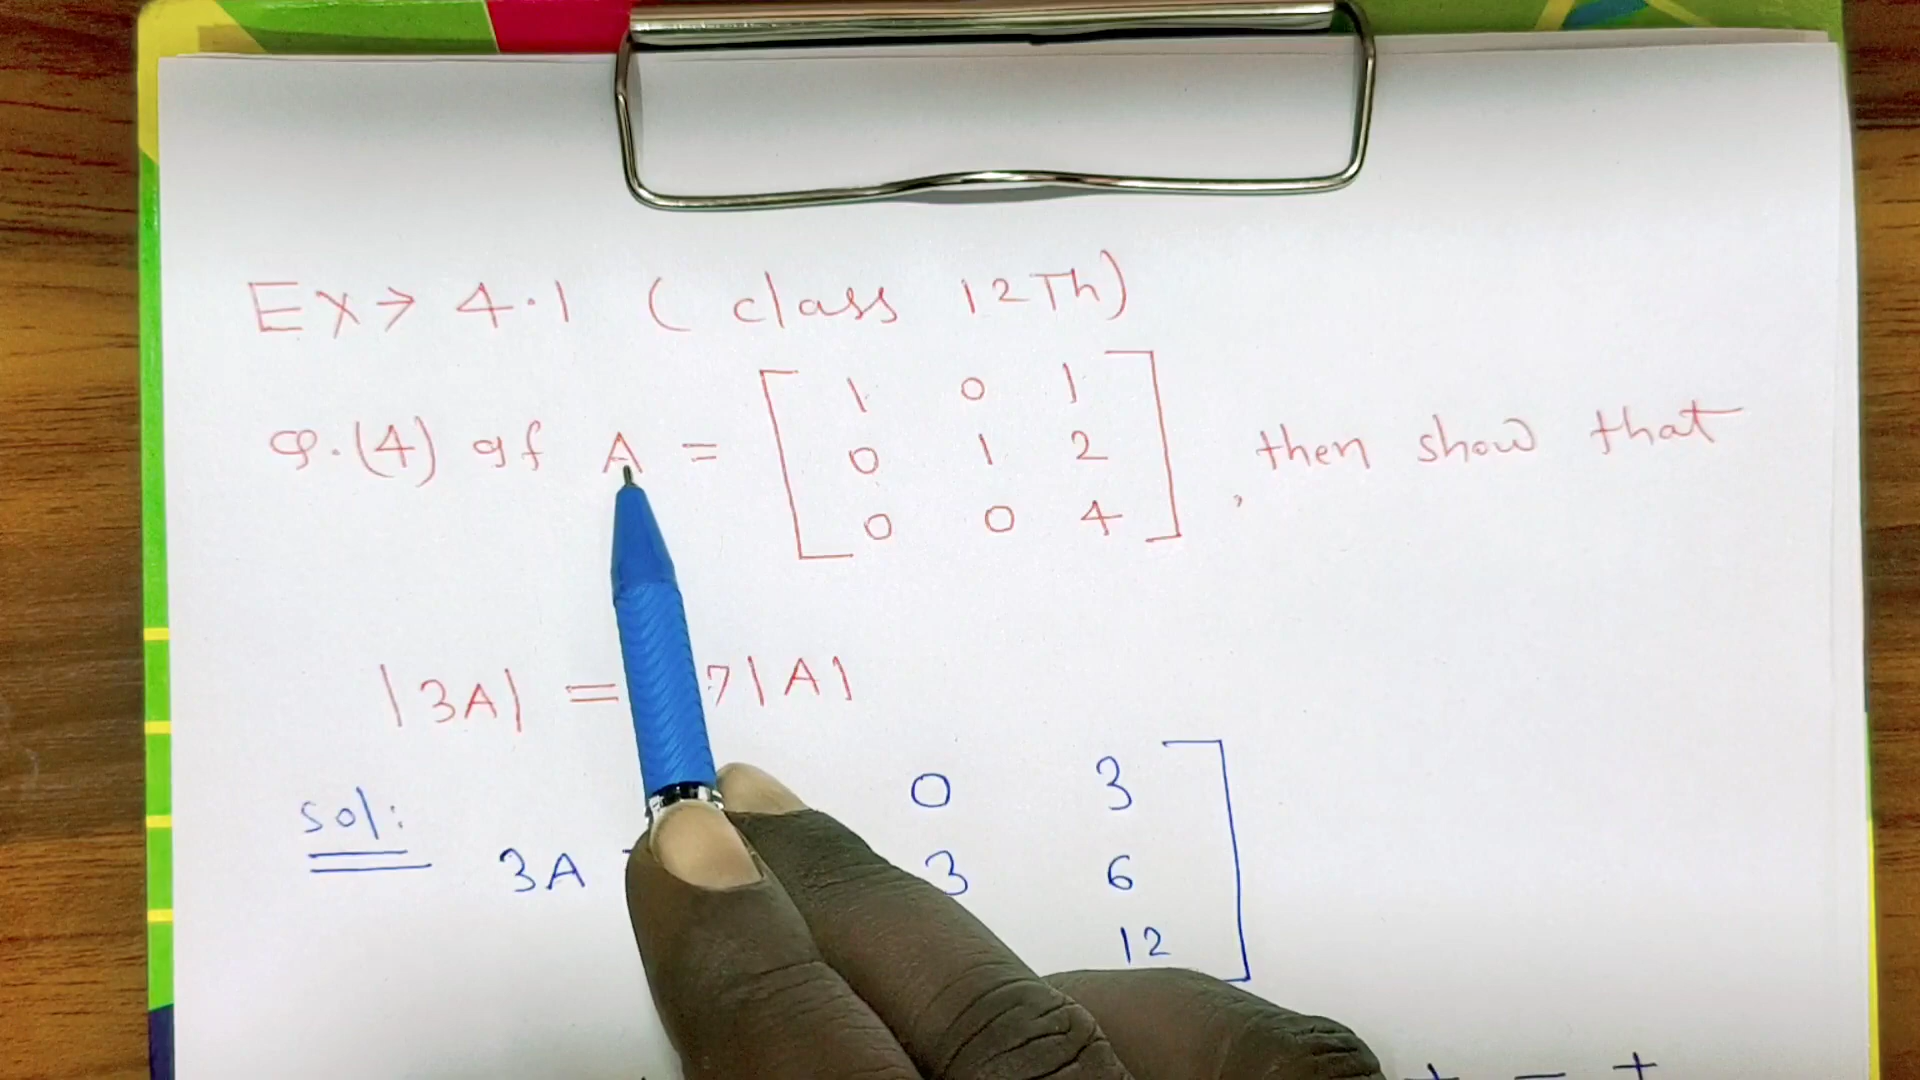 Ex → 4.1 ( class 12Th)
Q.(4) If A = [ 1 0 1
0 1 2
0 0 4 ] , then show that
|3A| = 7|A|
Sol:
3A 0 3
3 6
12 ]
+ − +